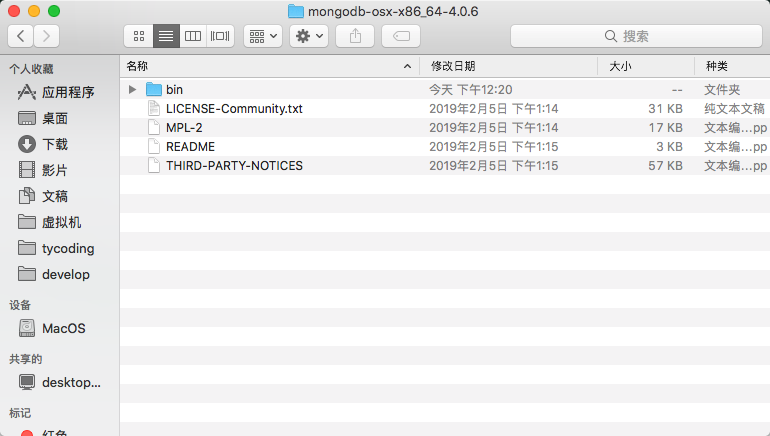 mongodb-osx-x86_64-4.0.6
搜索
个人收藏
应用程序
桌面
下载
影片
文稿
虚拟机
tycoding
develop
设备
MacOS
共享的
desktop...
标记
红色
名称 修改日期 大小 种类
bin 今天 下午12:20 -- 文件夹
LICENSE-Community.txt 2019年2月5日 下午1:14 31 KB 纯文本文稿
MPL-2 2019年2月5日 下午1:14 17 KB 文本编...pp
README 2019年2月5日 下午1:15 3 KB 文本编...pp
THIRD-PARTY-NOTICES 2019年2月5日 下午1:15 57 KB 文本编...pp